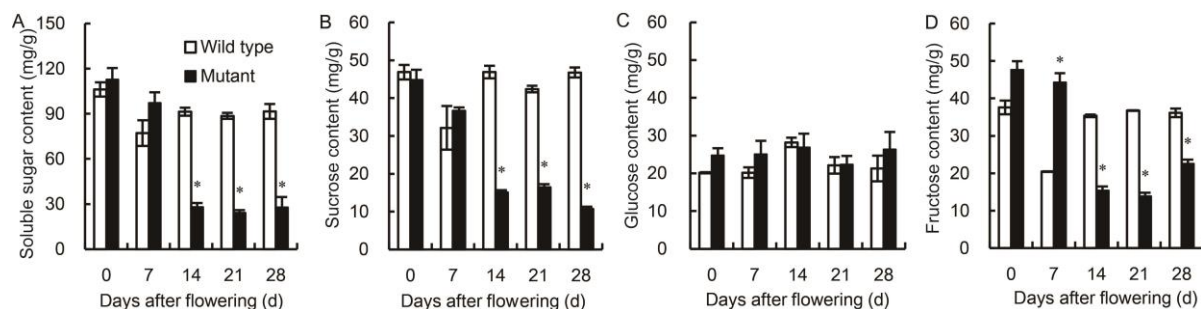 A
Soluble sugar content (mg/g)
150
120
90
60
30
0
Wild type
Mutant
*
*
*
0 7 14 21 28
Days after flowering (d)
B
Sucrose content (mg/g)
60
50
40
30
20
10
0
*
*
*
0 7 14 21 28
Days after flowering (d)
C
Glucose content (mg/g)
60
50
40
30
20
10
0
0 7 14 21 28
Days after flowering (d)
D
Fructose content (mg/g)
60
50
40
30
20
10
0
*
*
*
*
0 7 14 21 28
Days after flowering (d)